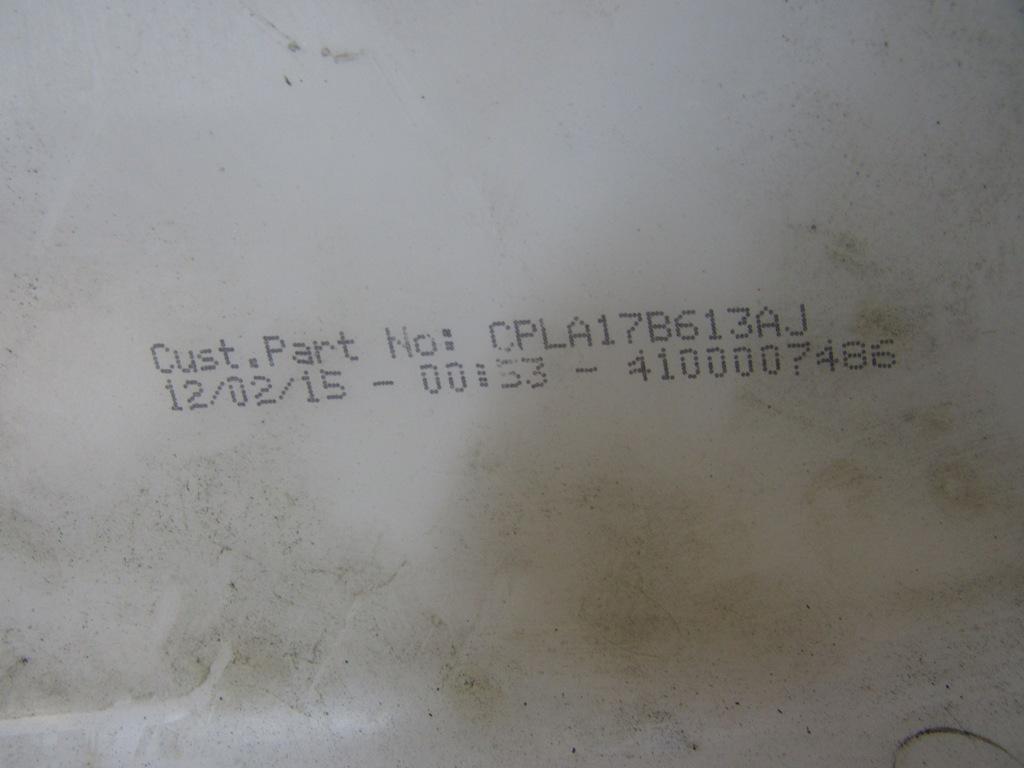 Cust.Part No: CPLA17B613AJ
12/02/15 - 00:53 - 4100007486